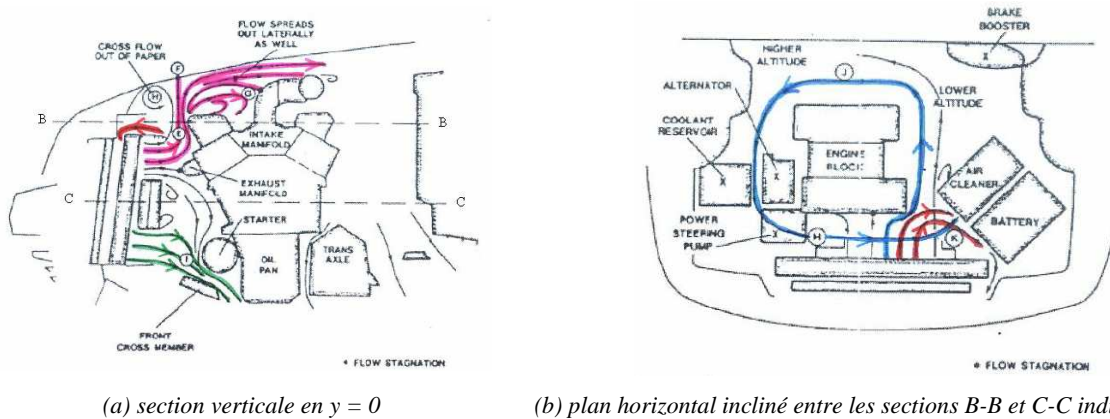 FLOW SPREADS
OUT LATERALLY
AS WELL
CROSS FLOW
OUT OF PAPER
F
H
G
B
B
E
INTAKE
MANIFOLD
EXHAUST
MANIFOLD
C
C
STARTER
I
OIL
PAN
TRANS
AXLE
FRONT
CROSS MEMBER
* FLOW STAGNATION
(a) section verticale en y = 0
BRAKE
BOOSTER
X
HIGHER
ALTITUDE
J
ALTERNATOR
LOWER
ALTITUDE
COOLANT
RESERVOIR
ENGINE
BLOCK
X
X
AIR
CLEANER
BATTERY
POWER
STEERING
PUMP
X
H
K
* FLOW STAGNATION
(b) plan horizontal incliné entre les sections B-B et C-C ind